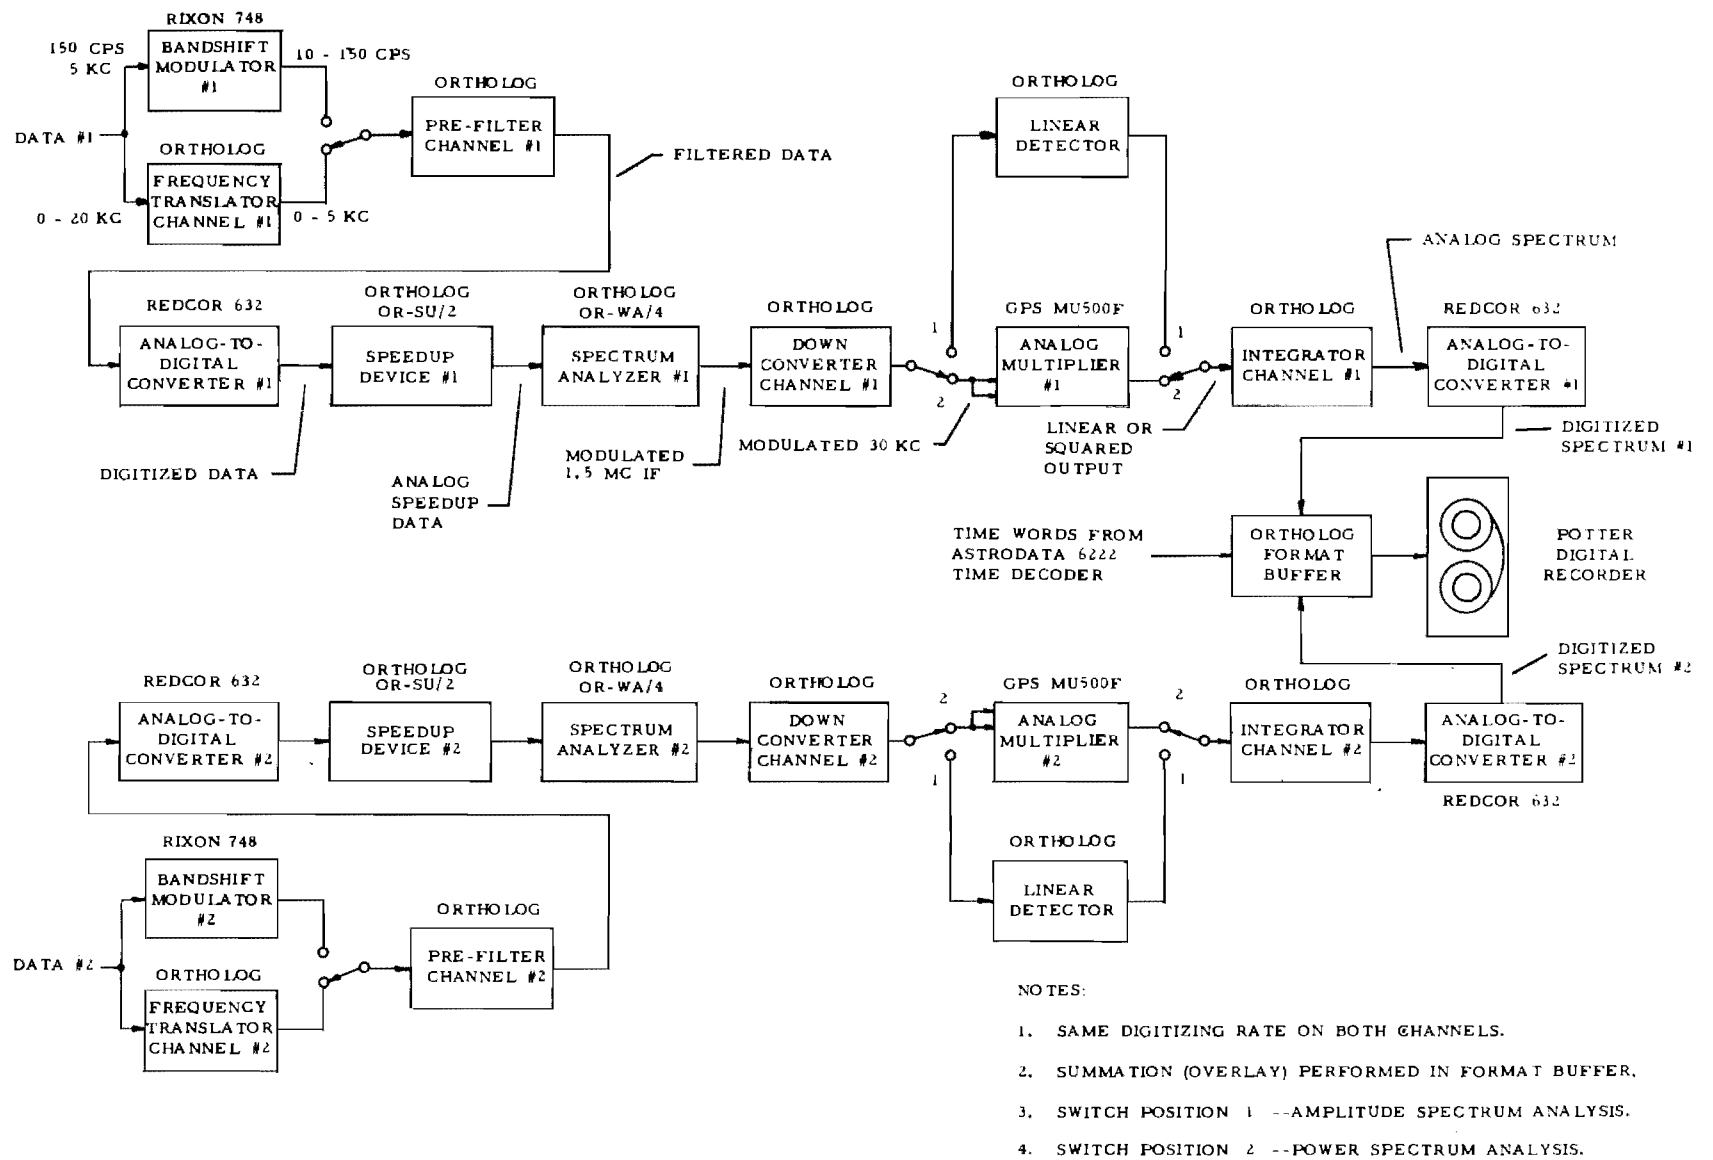 RIXON 748
150 CPS
5 KC
BANDSHIFT
MODULATOR
#1
10 - 150 CPS
DATA #1
ORTHOLOG
FREQUENCY
TRANSLATOR
CHANNEL #1
0 - 20 KC
0 - 5 KC
ORTHOLOG
PRE-FILTER
CHANNEL #1
FILTERED DATA
ORTHOLOG
LINEAR
DETECTOR
ANALOG SPECTRUM
REDCOR 632
ANALOG-TO-
DIGITAL
CONVERTER #1
ORTHOLOG
OR-SU/2
SPEEDUP
DEVICE #1
ORTHOLOG
OR-WA/4
SPECTRUM
ANALYZER #1
ORTHOLOG
DOWN
CONVERTER
CHANNEL #1
1
2
GPS MU500F
ANALOG
MULTIPLIER
#1
1
2
ORTHOLOG
INTEGRATOR
CHANNEL #1
REDCOR 632
ANALOG-TO-
DIGITAL
CONVERTER #1
DIGITIZED DATA
ANALOG
SPEEDUP
DATA
MODULATED
1.5 MC IF
MODULATED 30 KC
LINEAR OR
SQUARED
OUTPUT
DIGITIZED
SPECTRUM #1
TIME WORDS FROM
ASTRODATA 6222
TIME DECODER
ORTHOLOG
FORMAT
BUFFER
POTTER
DIGITAL
RECORDER
DIGITIZED
SPECTRUM #2
REDCOR 632
ANALOG-TO-
DIGITAL
CONVERTER #2
ORTHOLOG
OR-SU/2
SPEEDUP
DEVICE #2
ORTHOLOG
OR-WA/4
SPECTRUM
ANALYZER #2
ORTHOLOG
DOWN
CONVERTER
CHANNEL #2
2
1
GPS MU500F
ANALOG
MULTIPLIER
#2
2
1
ORTHOLOG
INTEGRATOR
CHANNEL #2
ANALOG-TO-
DIGITAL
CONVERTER #2
REDCOR 632
ORTHOLOG
LINEAR
DETECTOR
RIXON 748
BANDSHIFT
MODULATOR
#2
DATA #2
ORTHOLOG
FREQUENCY
TRANSLATOR
CHANNEL #2
ORTHOLOG
PRE-FILTER
CHANNEL #2
NOTES:
1. SAME DIGITIZING RATE ON BOTH CHANNELS.
2. SUMMATION (OVERLAY) PERFORMED IN FORMAT BUFFER.
3. SWITCH POSITION 1 --AMPLITUDE SPECTRUM ANALYSIS.
4. SWITCH POSITION 2 --POWER SPECTRUM ANALYSIS.